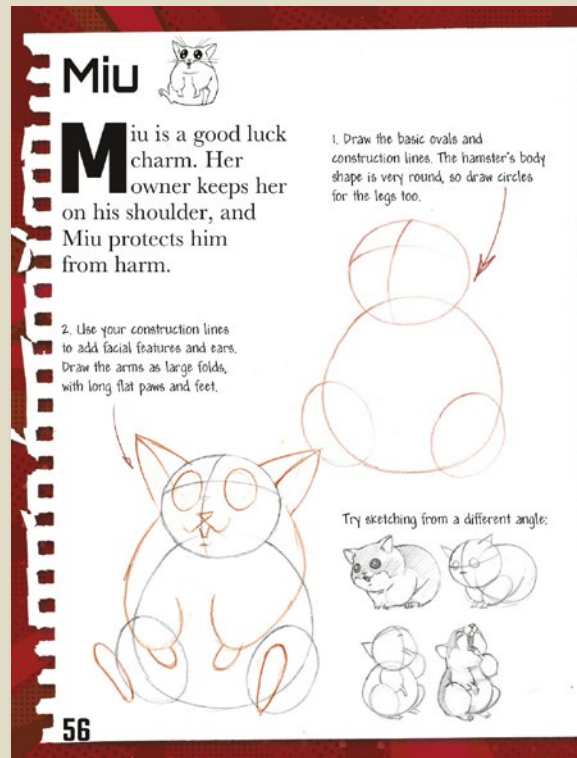 Miu
Miu is a good luck
charm. Her
owner keeps her
on his shoulder, and
Miu protects him
from harm.
1. Draw the basic ovals and
construction lines. The hamster's body
shape is very round, so draw circles
for the legs too.
2. Use your construction lines
to add facial features and ears.
Draw the arms as large folds,
with long flat paws and feet.
Try sketching from a different angle:
56